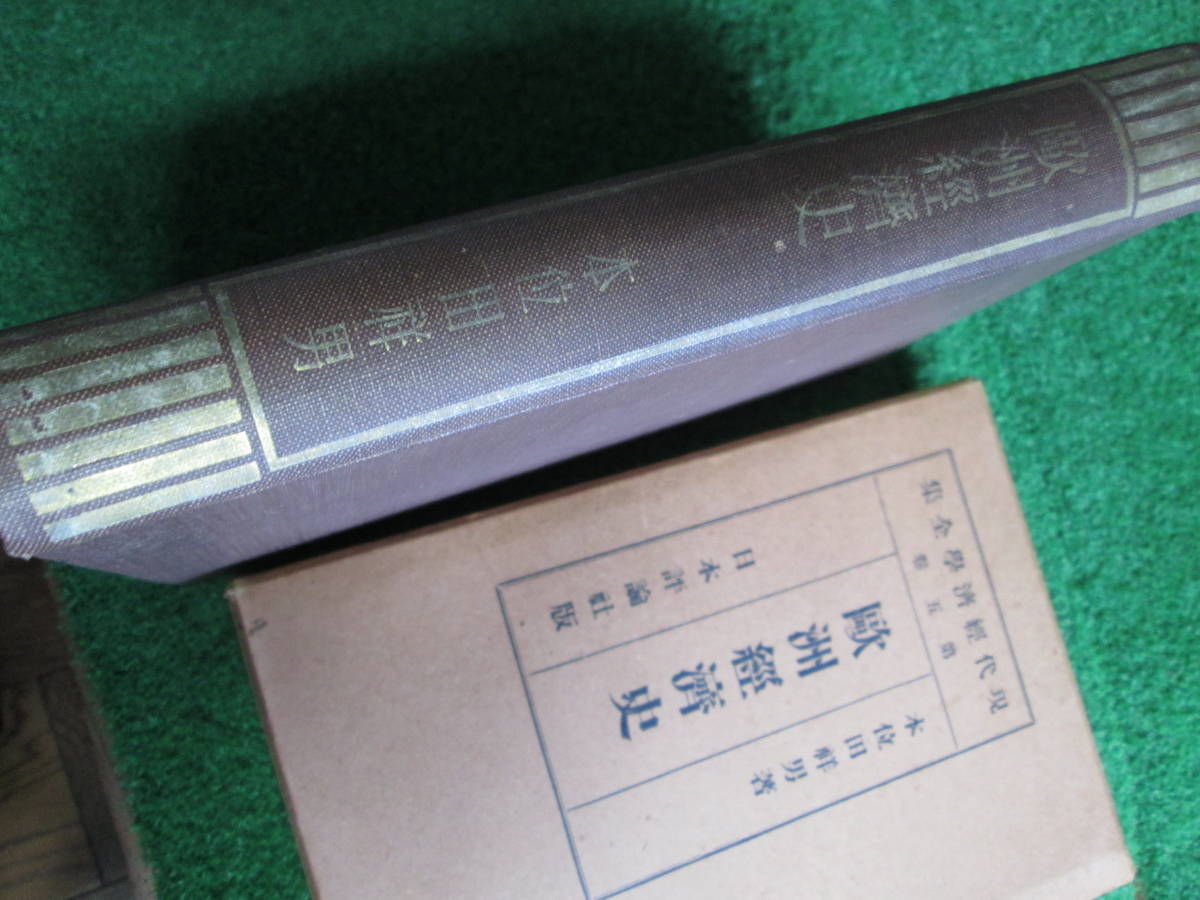 歐洲經濟史
本位田祥男
現代經濟學全集
第五卷
本位田祥男著
歐洲經濟史
日本評論社版